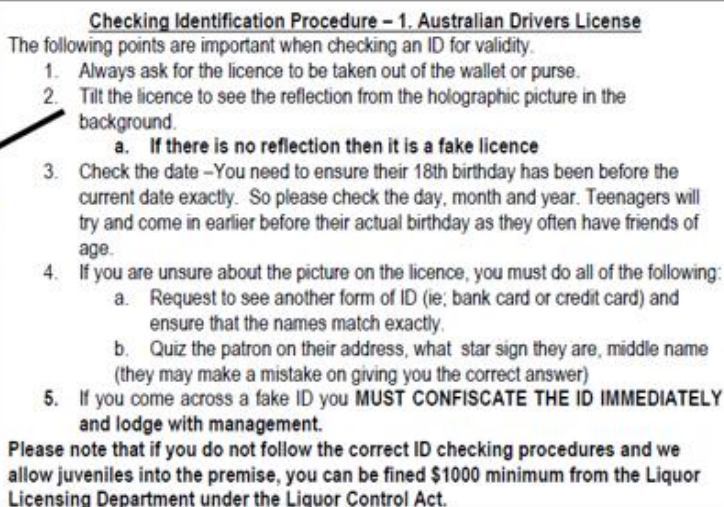 Checking Identification Procedure – 1. Australian Drivers License
The following points are important when checking an ID for validity.
1. Always ask for the licence to be taken out of the wallet or purse.
2. Tilt the licence to see the reflection from the holographic picture in the
background.
a. If there is no reflection then it is a fake licence
3. Check the date –You need to ensure their 18th birthday has been before the
current date exactly. So please check the day, month and year. Teenagers will
try and come in earlier before their actual birthday as they often have friends of
age.
4. If you are unsure about the picture on the licence, you must do all of the following:
a. Request to see another form of ID (ie; bank card or credit card) and
ensure that the names match exactly.
b. Quiz the patron on their address, what star sign they are, middle name
(they may make a mistake on giving you the correct answer)
5. If you come across a fake ID you MUST CONFISCATE THE ID IMMEDIATELY
and lodge with management.
Please note that if you do not follow the correct ID checking procedures and we
allow juveniles into the premise, you can be fined $1000 minimum from the Liquor
Licensing Department under the Liquor Control Act.